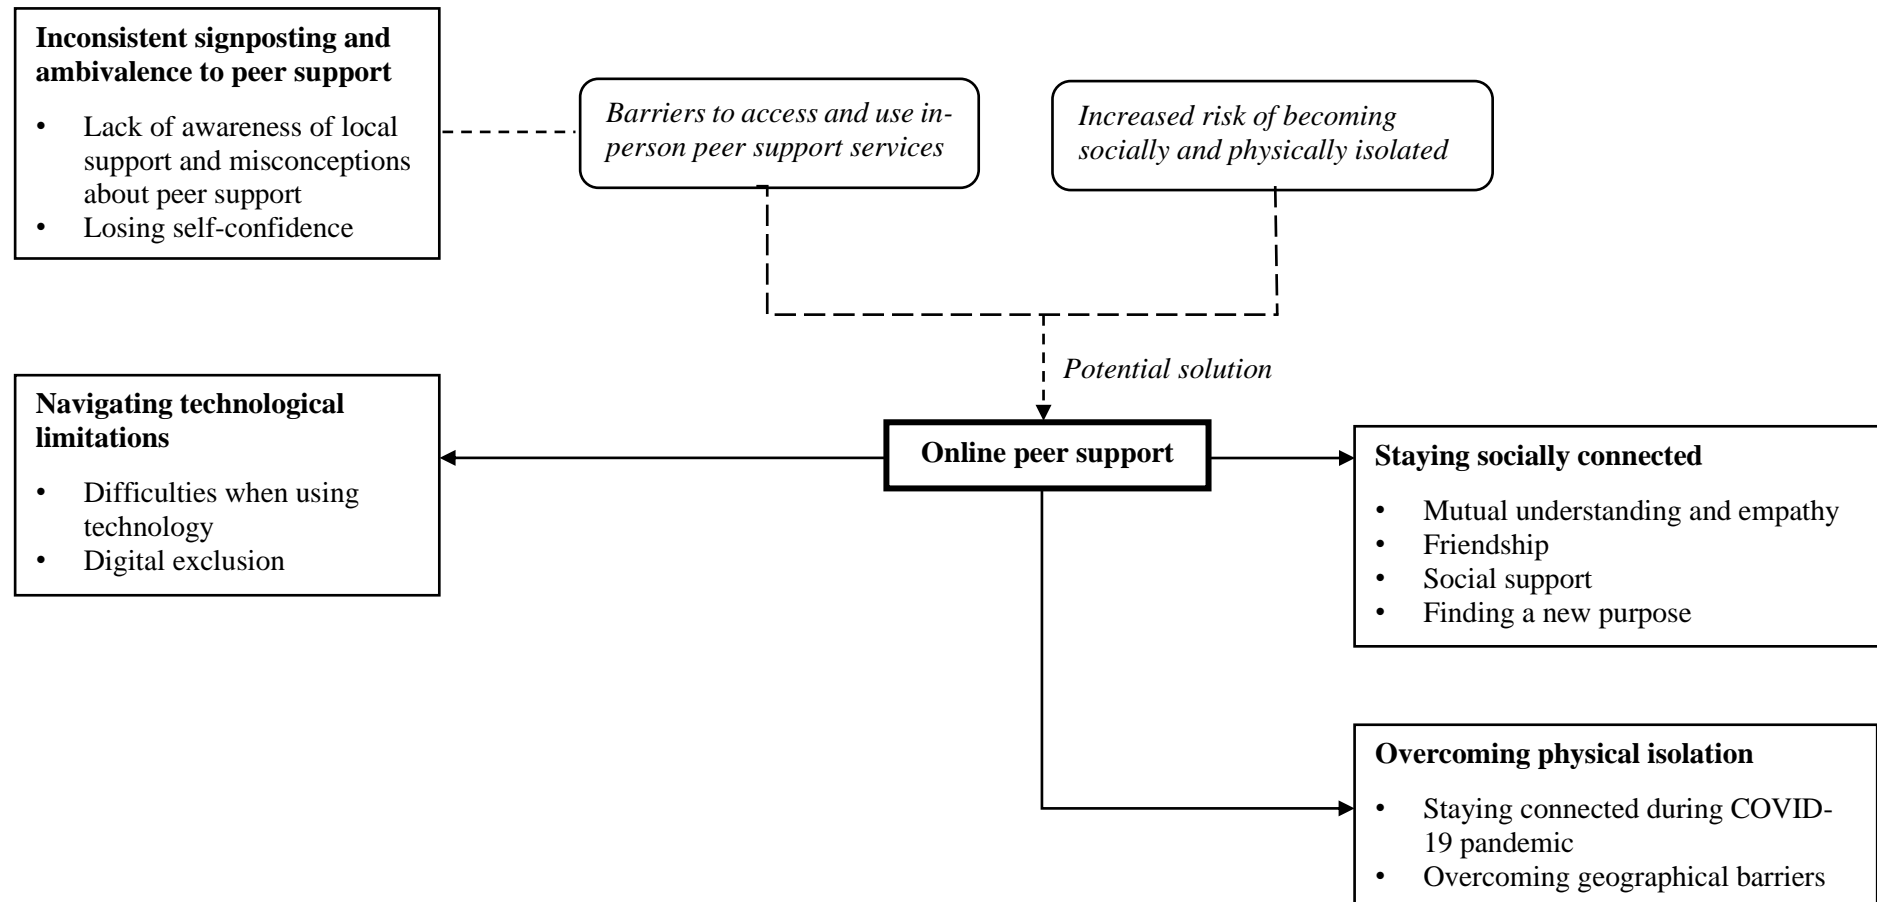 Inconsistent signposting and
ambivalence to peer support
• Lack of awareness of local
support and misconceptions
about peer support
• Losing self-confidence
Barriers to access and use in-
person peer support services
Increased risk of becoming
socially and physically isolated
Potential solution
Navigating technological
limitations
• Difficulties when using
technology
• Digital exclusion
Online peer support
Staying socially connected
• Mutual understanding and empathy
• Friendship
• Social support
• Finding a new purpose
Overcoming physical isolation
• Staying connected during COVID-
19 pandemic
• Overcoming geographical barriers